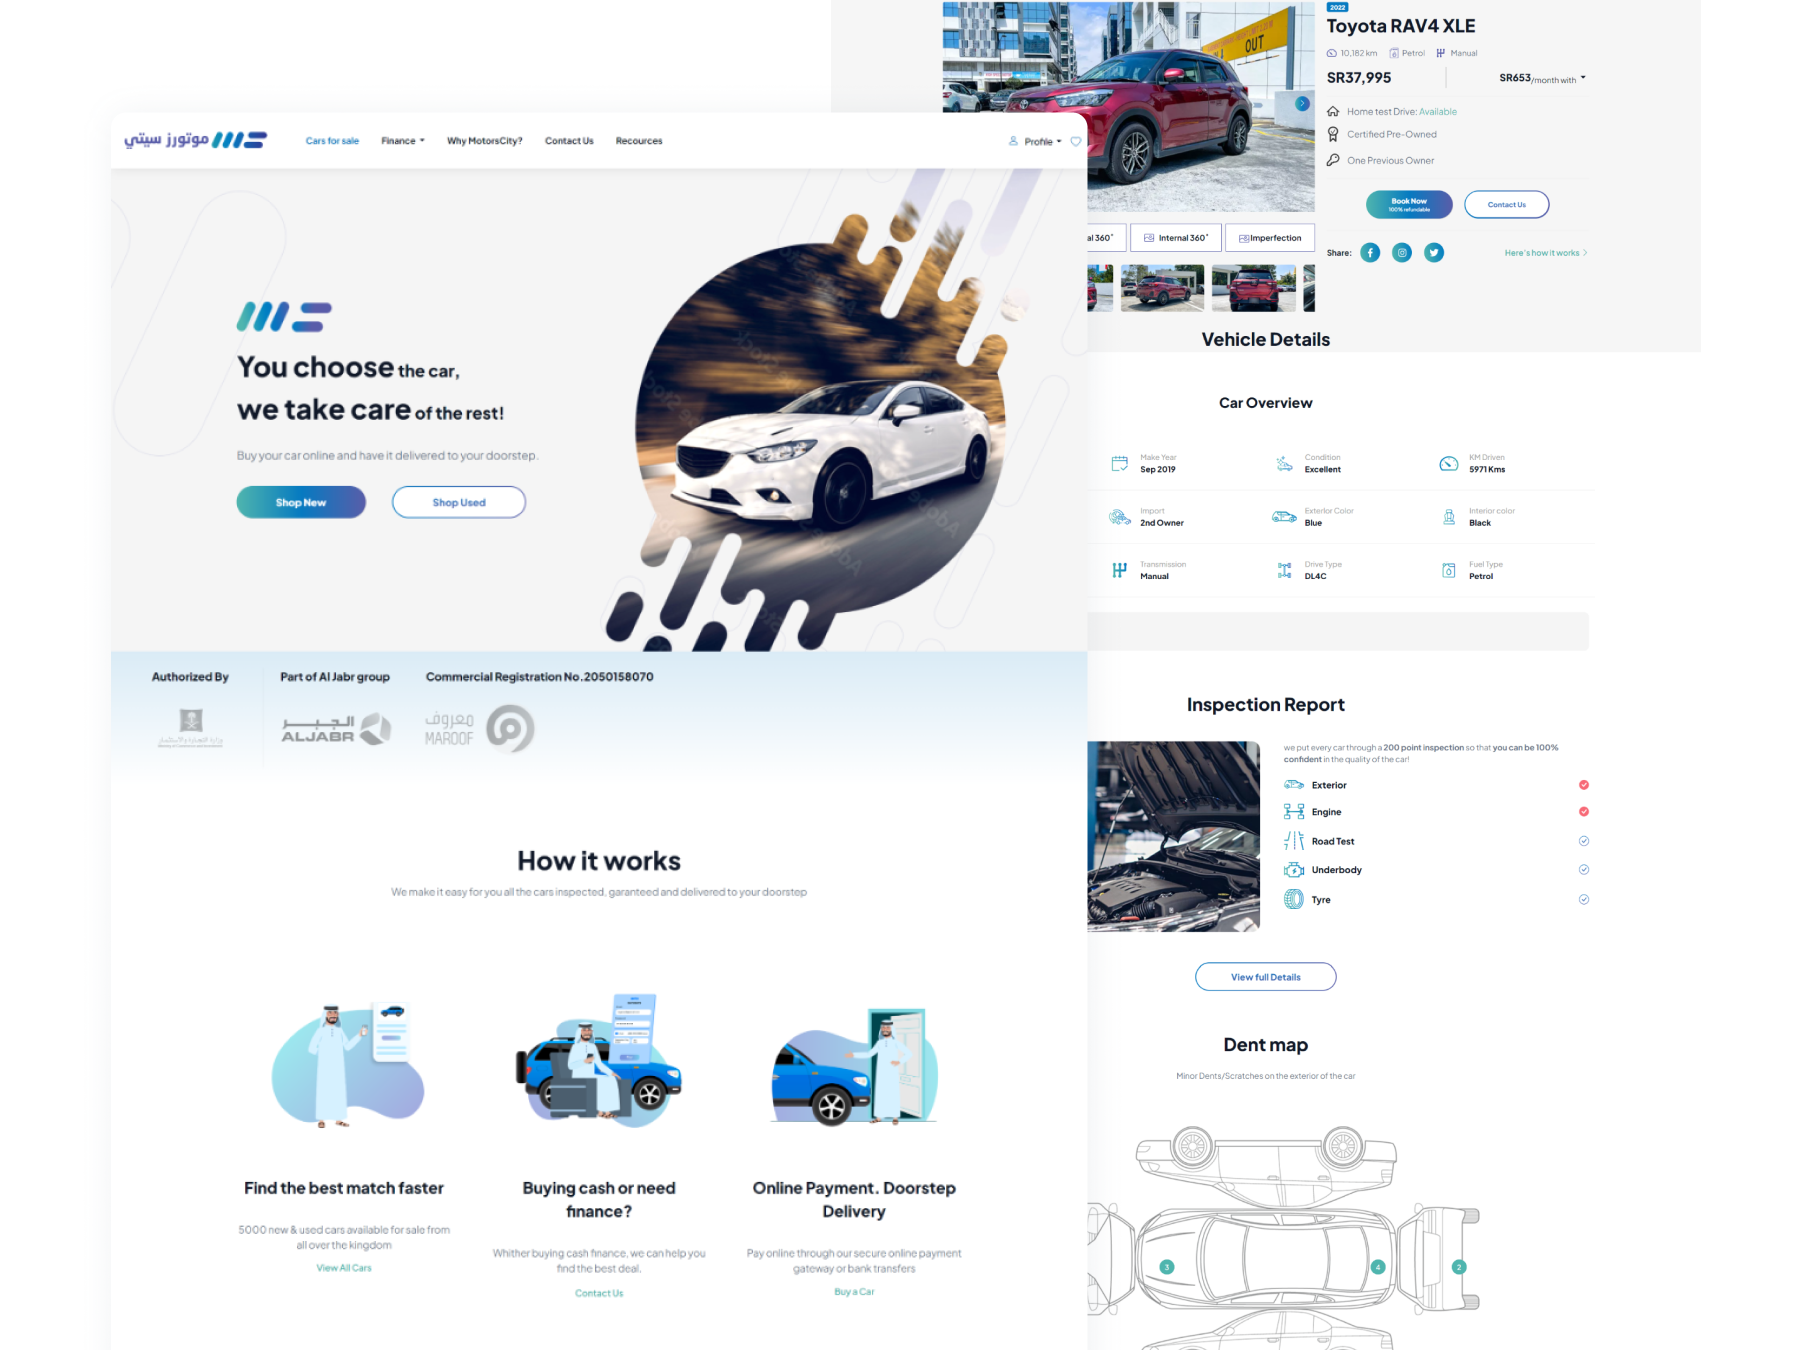 موتورز سيتي
Cars for sale
Finance
Why MotorsCity?
Contact Us
Recources
Profile
You choose the car,
we take care of the rest!
Buy your car online and have it delivered to your doorstep.
Shop New
Shop Used
Adobe Stock
Authorized By
Part of Al Jabr group
Commercial Registration No.2050158070
وزارة التجارة والاستثمار
الجبر
ALJABR
معروف
MAROOF
How it works
We make it easy for you all the cars inspected, garanteed and delivered to your doorstep
Find the best match faster
5000 new & used cars available for sale from
all over the kingdom
View All Cars
Buying cash or need
finance?
Whither buying cash finance, we can help you
find the best deal.
Contact Us
Online Payment. Doorstep
Delivery
Pay online through our secure online payment
gateway or bank transfers
Buy a Car
OUT
2022
Toyota RAV4 XLE
10,182 km
Petrol
Manual
SR37,995
SR653/month with
Home test Drive: Available
Certified Pre-Owned
One Previous Owner
Book Now
100% refundable
Contact Us
al 360°
Internal 360°
Imperfection
Share:
Here's how it works
Vehicle Details
Car Overview
Make Year
Sep 2019
Condition
Excellent
KM Driven
5971 Kms
Import
2nd Owner
Exterior Color
Blue
Interior color
Black
Transmission
Manual
Drive Type
DL4C
Fuel Type
Petrol
Inspection Report
we put every car through a 200 point inspection so that you can be 100%
confident in the quality of the car!
Exterior
Engine
Road Test
Underbody
Tyre
View full Details
Dent map
Minor Dents/Scratches on the exterior of the car
3
4
2